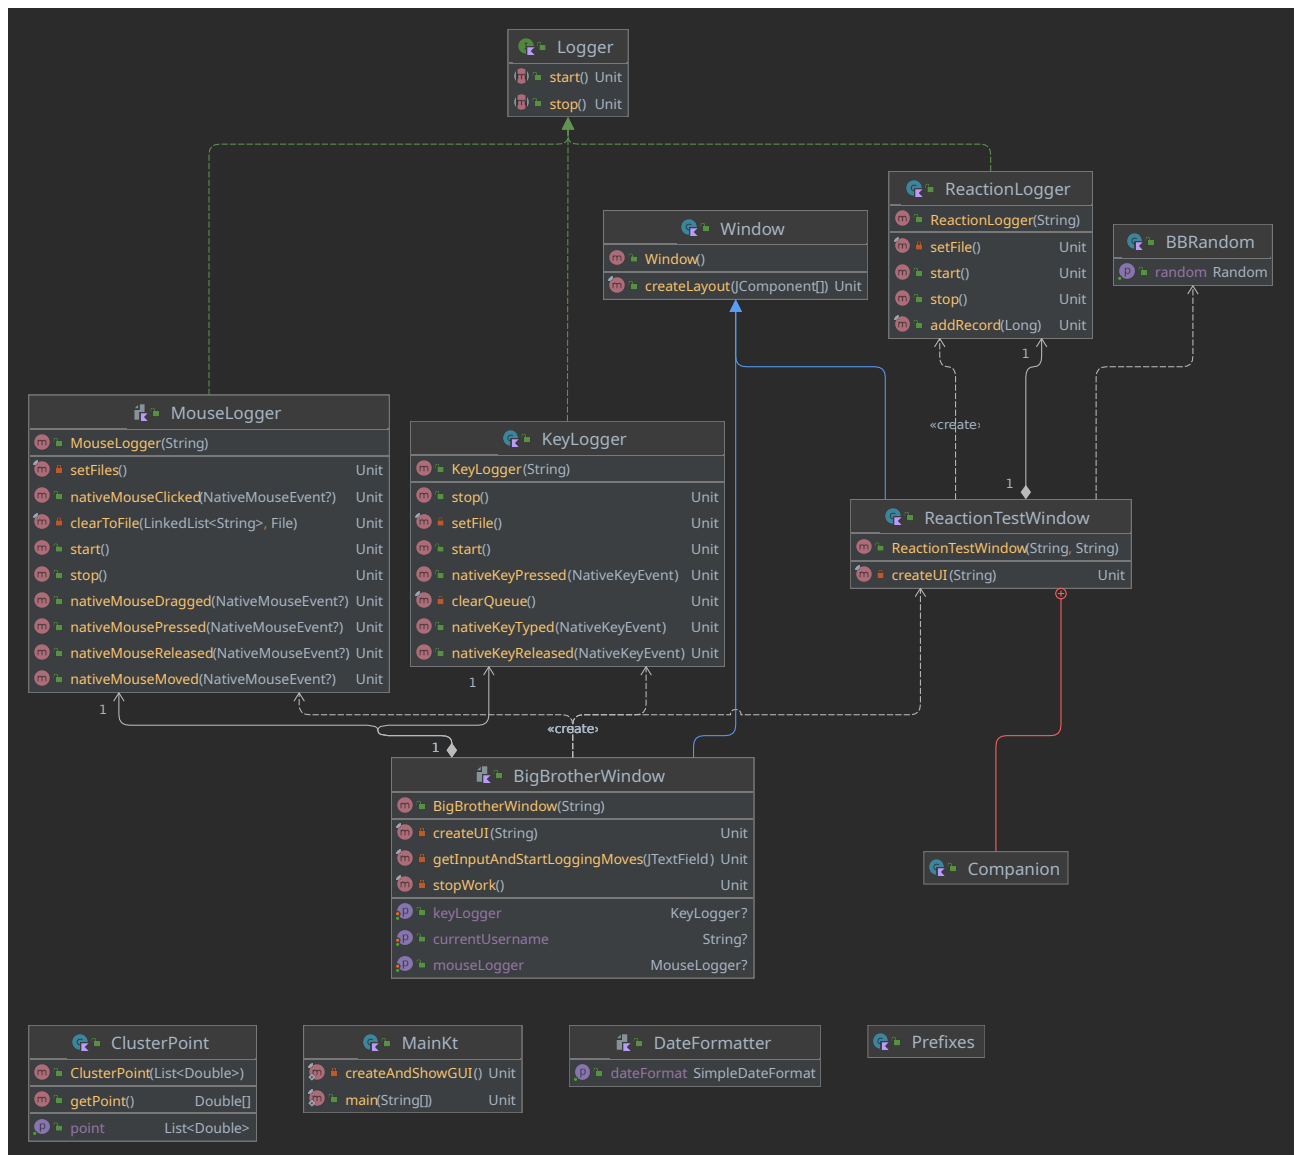 Logger
start() Unit
stop() Unit
ReactionLogger
ReactionLogger(String)
setFile() Unit
start() Unit
stop() Unit
addRecord(Long) Unit
Window
Window()
createLayout(JComponent[]) Unit
BBRandom
random Random
1
«create»
1
MouseLogger
MouseLogger(String)
setFiles() Unit
nativeMouseClicked(NativeMouseEvent?) Unit
clearToFile(LinkedList<String>, File) Unit
start() Unit
stop() Unit
nativeMouseDragged(NativeMouseEvent?) Unit
nativeMousePressed(NativeMouseEvent?) Unit
nativeMouseReleased(NativeMouseEvent?) Unit
nativeMouseMoved(NativeMouseEvent?) Unit
KeyLogger
KeyLogger(String)
stop() Unit
setFile() Unit
start() Unit
nativeKeyPressed(NativeKeyEvent) Unit
clearQueue() Unit
nativeKeyTyped(NativeKeyEvent) Unit
nativeKeyReleased(NativeKeyEvent) Unit
ReactionTestWindow
ReactionTestWindow(String, String)
createUI(String) Unit
1
1
«create»
1
BigBrotherWindow
BigBrotherWindow(String)
createUI(String) Unit
getInputAndStartLoggingMoves(JTextField) Unit
stopWork() Unit
keyLogger KeyLogger?
currentUsername String?
mouseLogger MouseLogger?
Companion
ClusterPoint
ClusterPoint(List<Double>)
getPoint() Double[]
point List<Double>
MainKt
createAndShowGUI() Unit
main(String[]) Unit
DateFormatter
dateFormat SimpleDateFormat
Prefixes